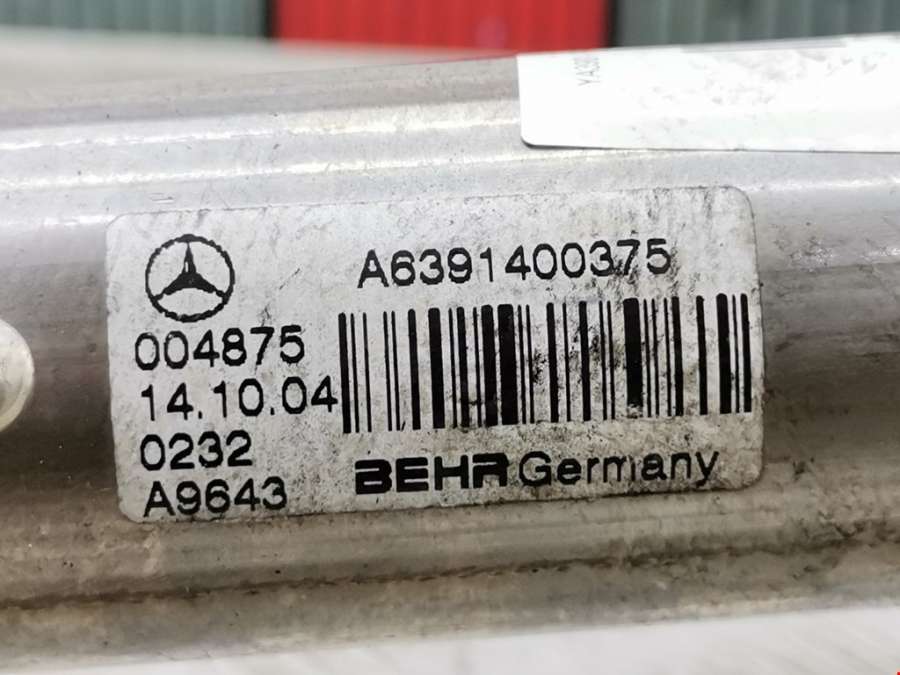 A6391400375
004875
14.10.04
0232
A9643
BEHR Germany